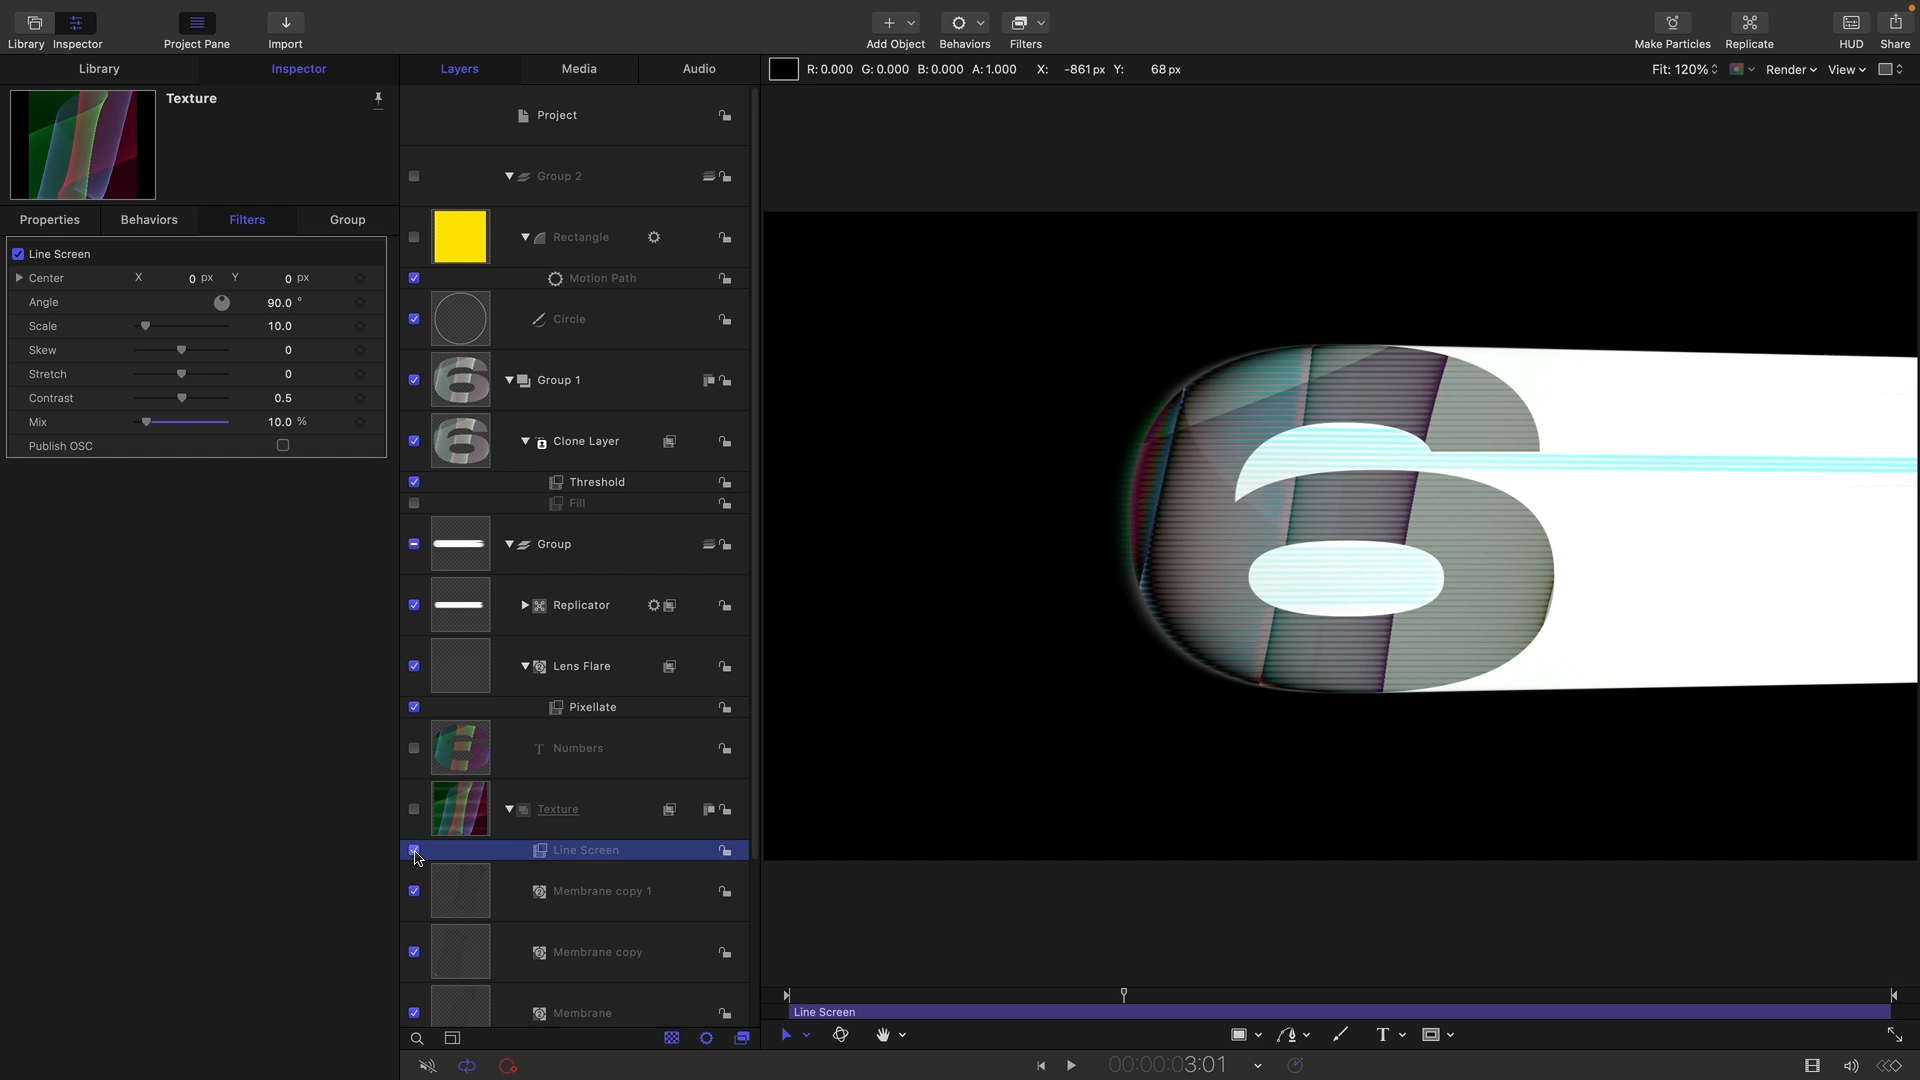 Library
Inspector
Project Pane
Import
Add Object
Behaviors
Filters
Make Particles
Replicate
HUD
Share
Library
Inspector
Layers
Media
Audio
R: 0.000 G: 0.000 B: 0.000 A: 1.000 X: -861 px Y: 68 px
Fit: 120%
Render
View
Texture
Properties
Behaviors
Filters
Group
Line Screen
Center X 0 px Y 0 px
Angle 90.0 °
Scale 10.0
Skew 0
Stretch 0
Contrast 0.5
Mix 10.0 %
Publish OSC
Project
Group 2
Rectangle
Motion Path
Circle
Group 1
Clone Layer
Threshold
Fill
Group
Replicator
Lens Flare
Pixellate
Numbers
Texture
Line Screen
Membrane copy 1
Membrane copy
Membrane
6
Line Screen
T
00:00:03:01